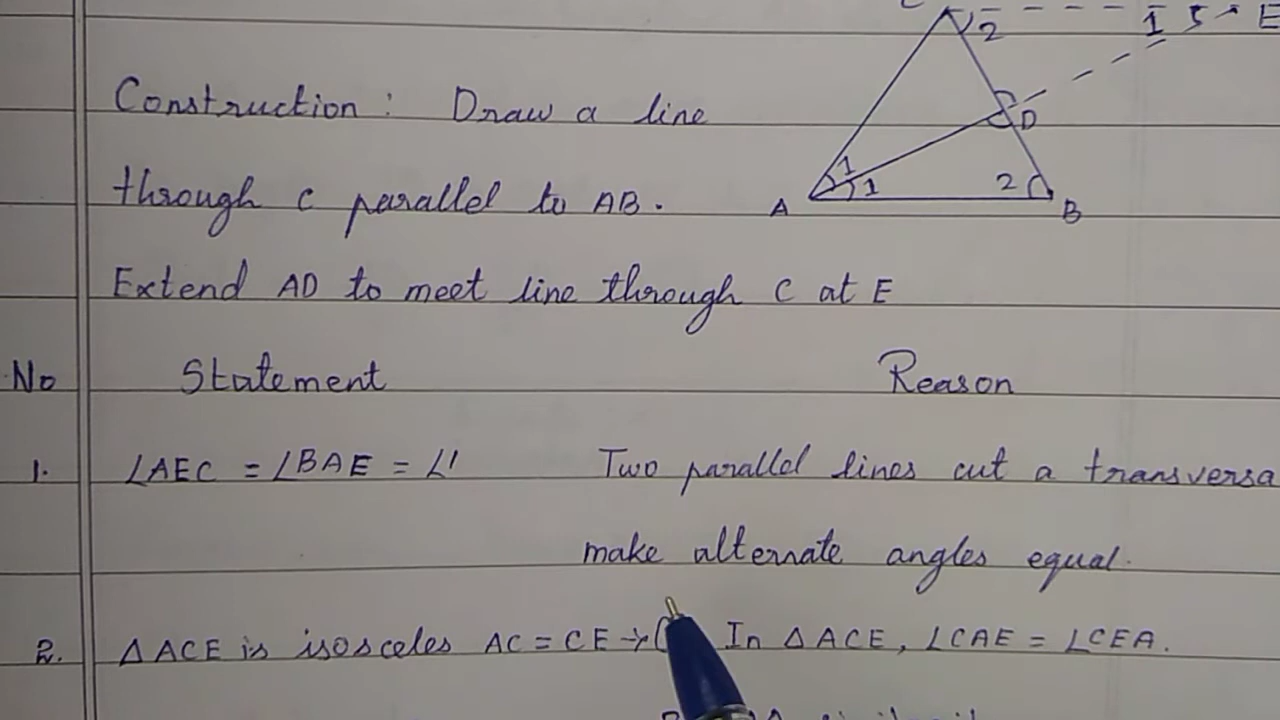 2 1 E
Construction : Draw a line
D
through C parallel to AB.
1 1 2
A B
Extend AD to meet line through C at E
No Statement Reason
1. ∠AEC = ∠BAE = ∠1 Two parallel lines cut a transversa
make alternate angles equal.
2. ΔACE is isosceles AC = CE → In ΔACE, ∠CAE = ∠CEA.